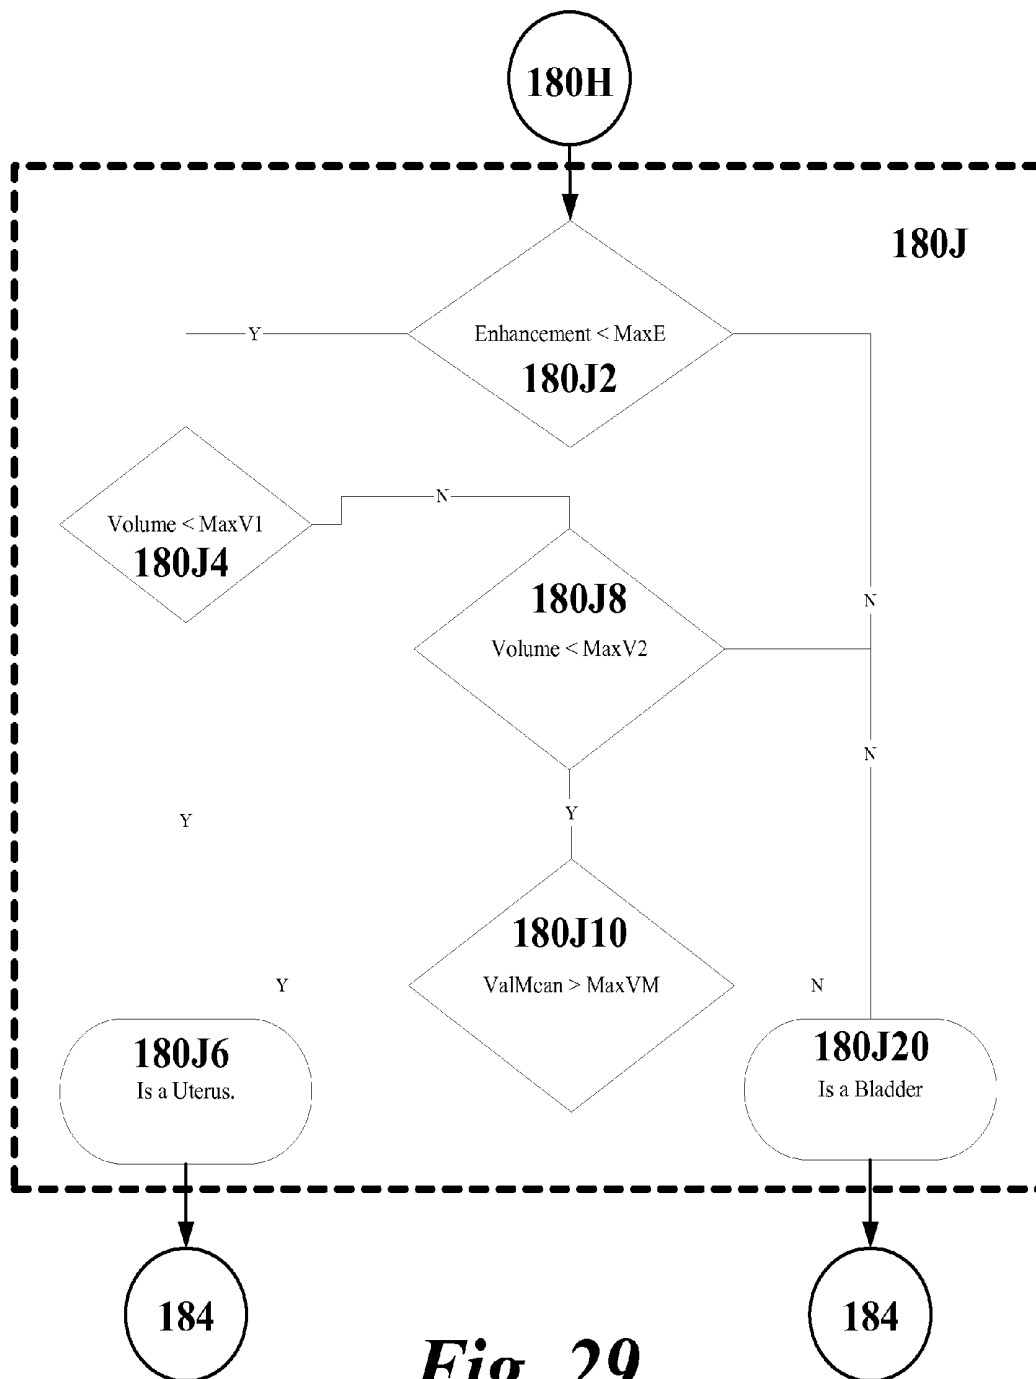 180H
180J
Y
Enhancement < MaxE
180J2
N
Volume < MaxV1
180J4
180J8
Volume < MaxV2
N
N
Y
Y
180J10
ValMean > MaxVM
Y
N
180J6
Is a Uterus.
180J20
Is a Bladder
184
184
Fig. 29